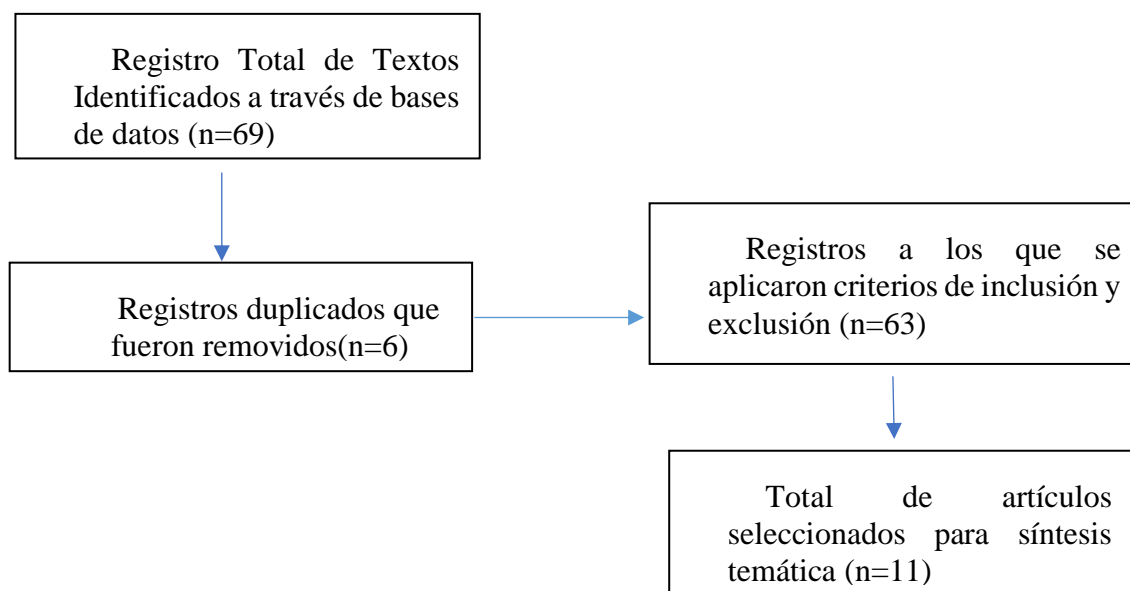 Registro Total de Textos
Identificados a través de bases
de datos (n=69)
Registros duplicados que
fueron removidos(n=6)
Registros a los que se
aplicaron criterios de inclusión y
exclusión (n=63)
Total de artículos
seleccionados para síntesis
temática (n=11)